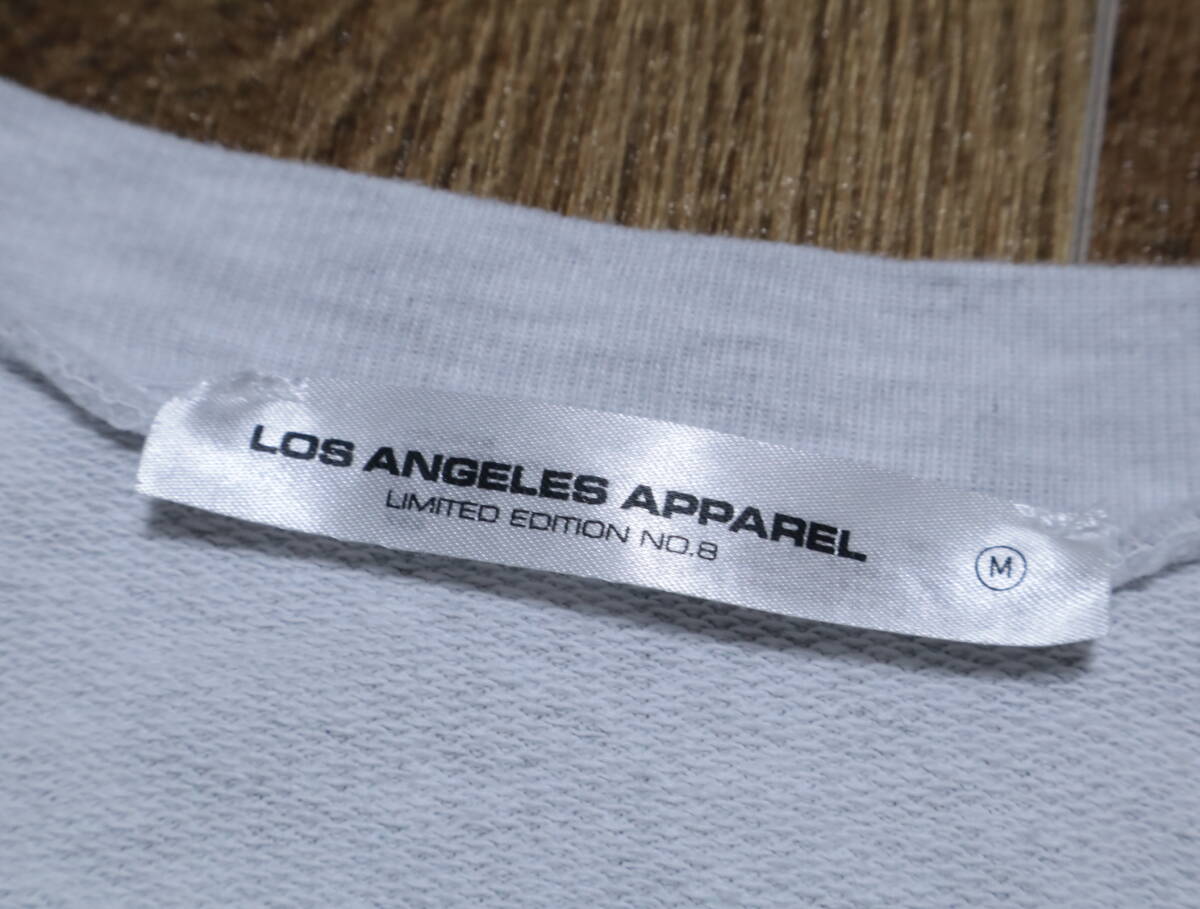 LOS ANGELES APPAREL
LIMITED EDITION NO.8
M